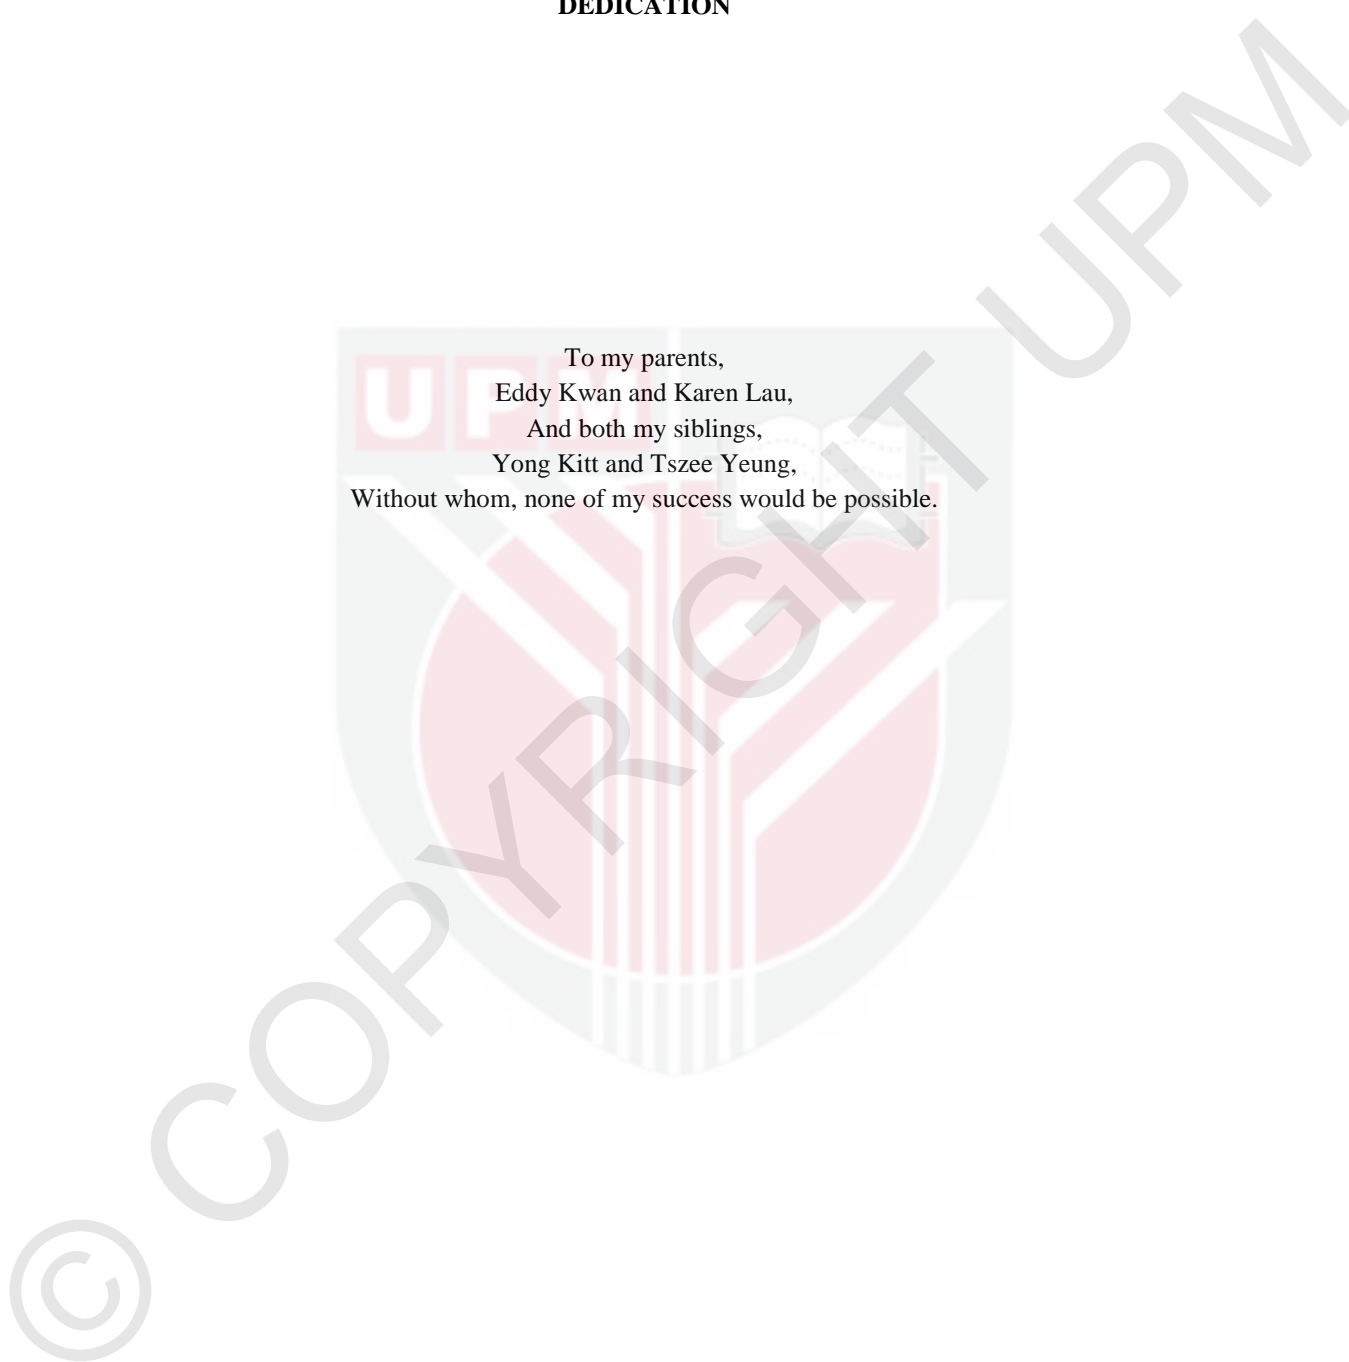 DEDICATION
To my parents,
Eddy Kwan and Karen Lau,
And both my siblings,
Yong Kitt and Tszee Yeung,
Without whom, none of my success would be possible.
UPM
© COPYRIGHT UPM